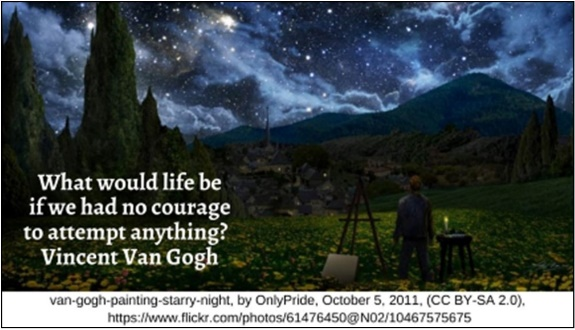 What would life be
if we had no courage
to attempt anything?
Vincent Van Gogh
van-gogh-painting-starry-night, by OnlyPride, October 5, 2011, (CC BY-SA 2.0),
https://www.flickr.com/photos/61476450@N02/10467575675